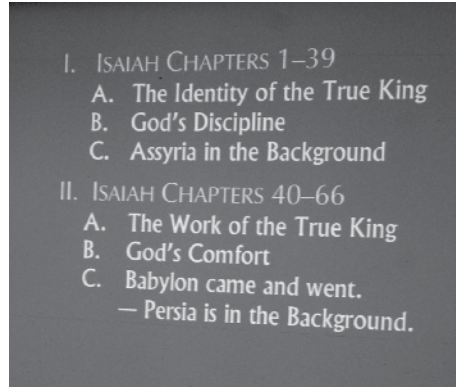 I. ISAIAH CHAPTERS 1–39
A. The Identity of the True King
B. God's Discipline
C. Assyria in the Background
II. ISAIAH CHAPTERS 40–66
A. The Work of the True King
B. God's Comfort
C. Babylon came and went.
— Persia is in the Background.